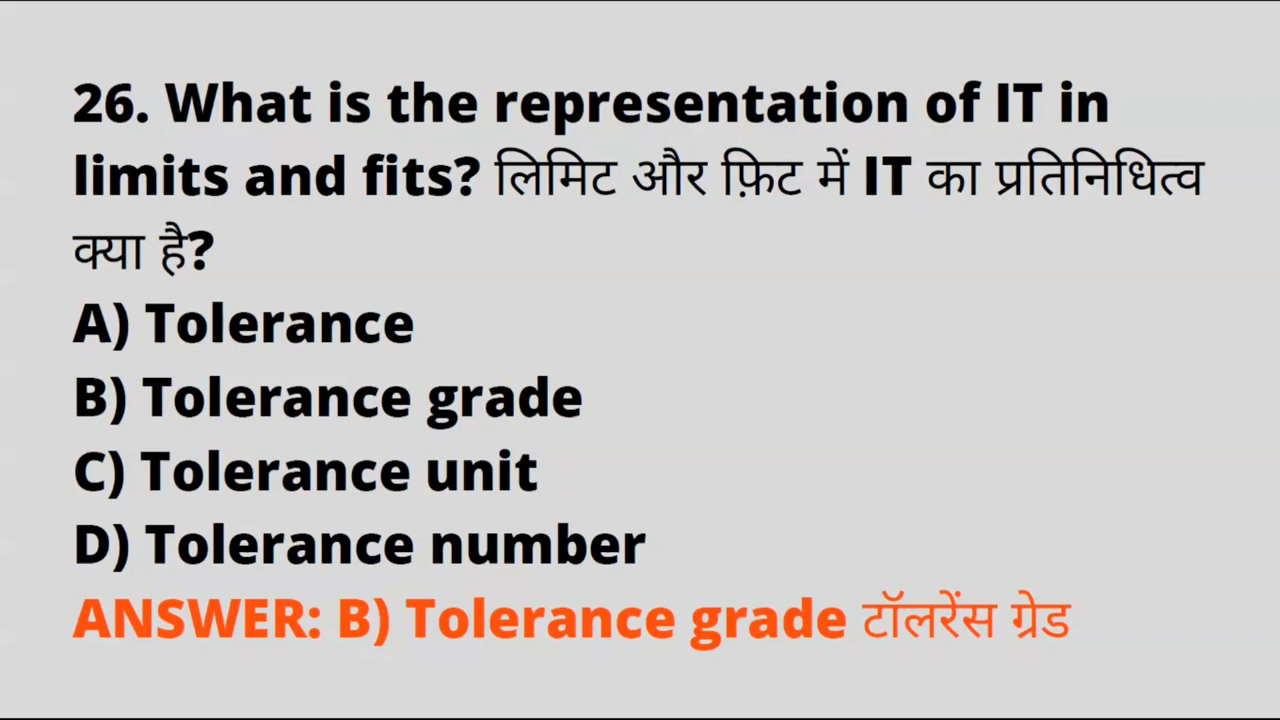 26. What is the representation of IT in
limits and fits? लिमिट और फ़िट में IT का प्रतिनिधित्व
क्या है?
A) Tolerance
B) Tolerance grade
C) Tolerance unit
D) Tolerance number
ANSWER: B) Tolerance grade टॉलरेंस ग्रेड